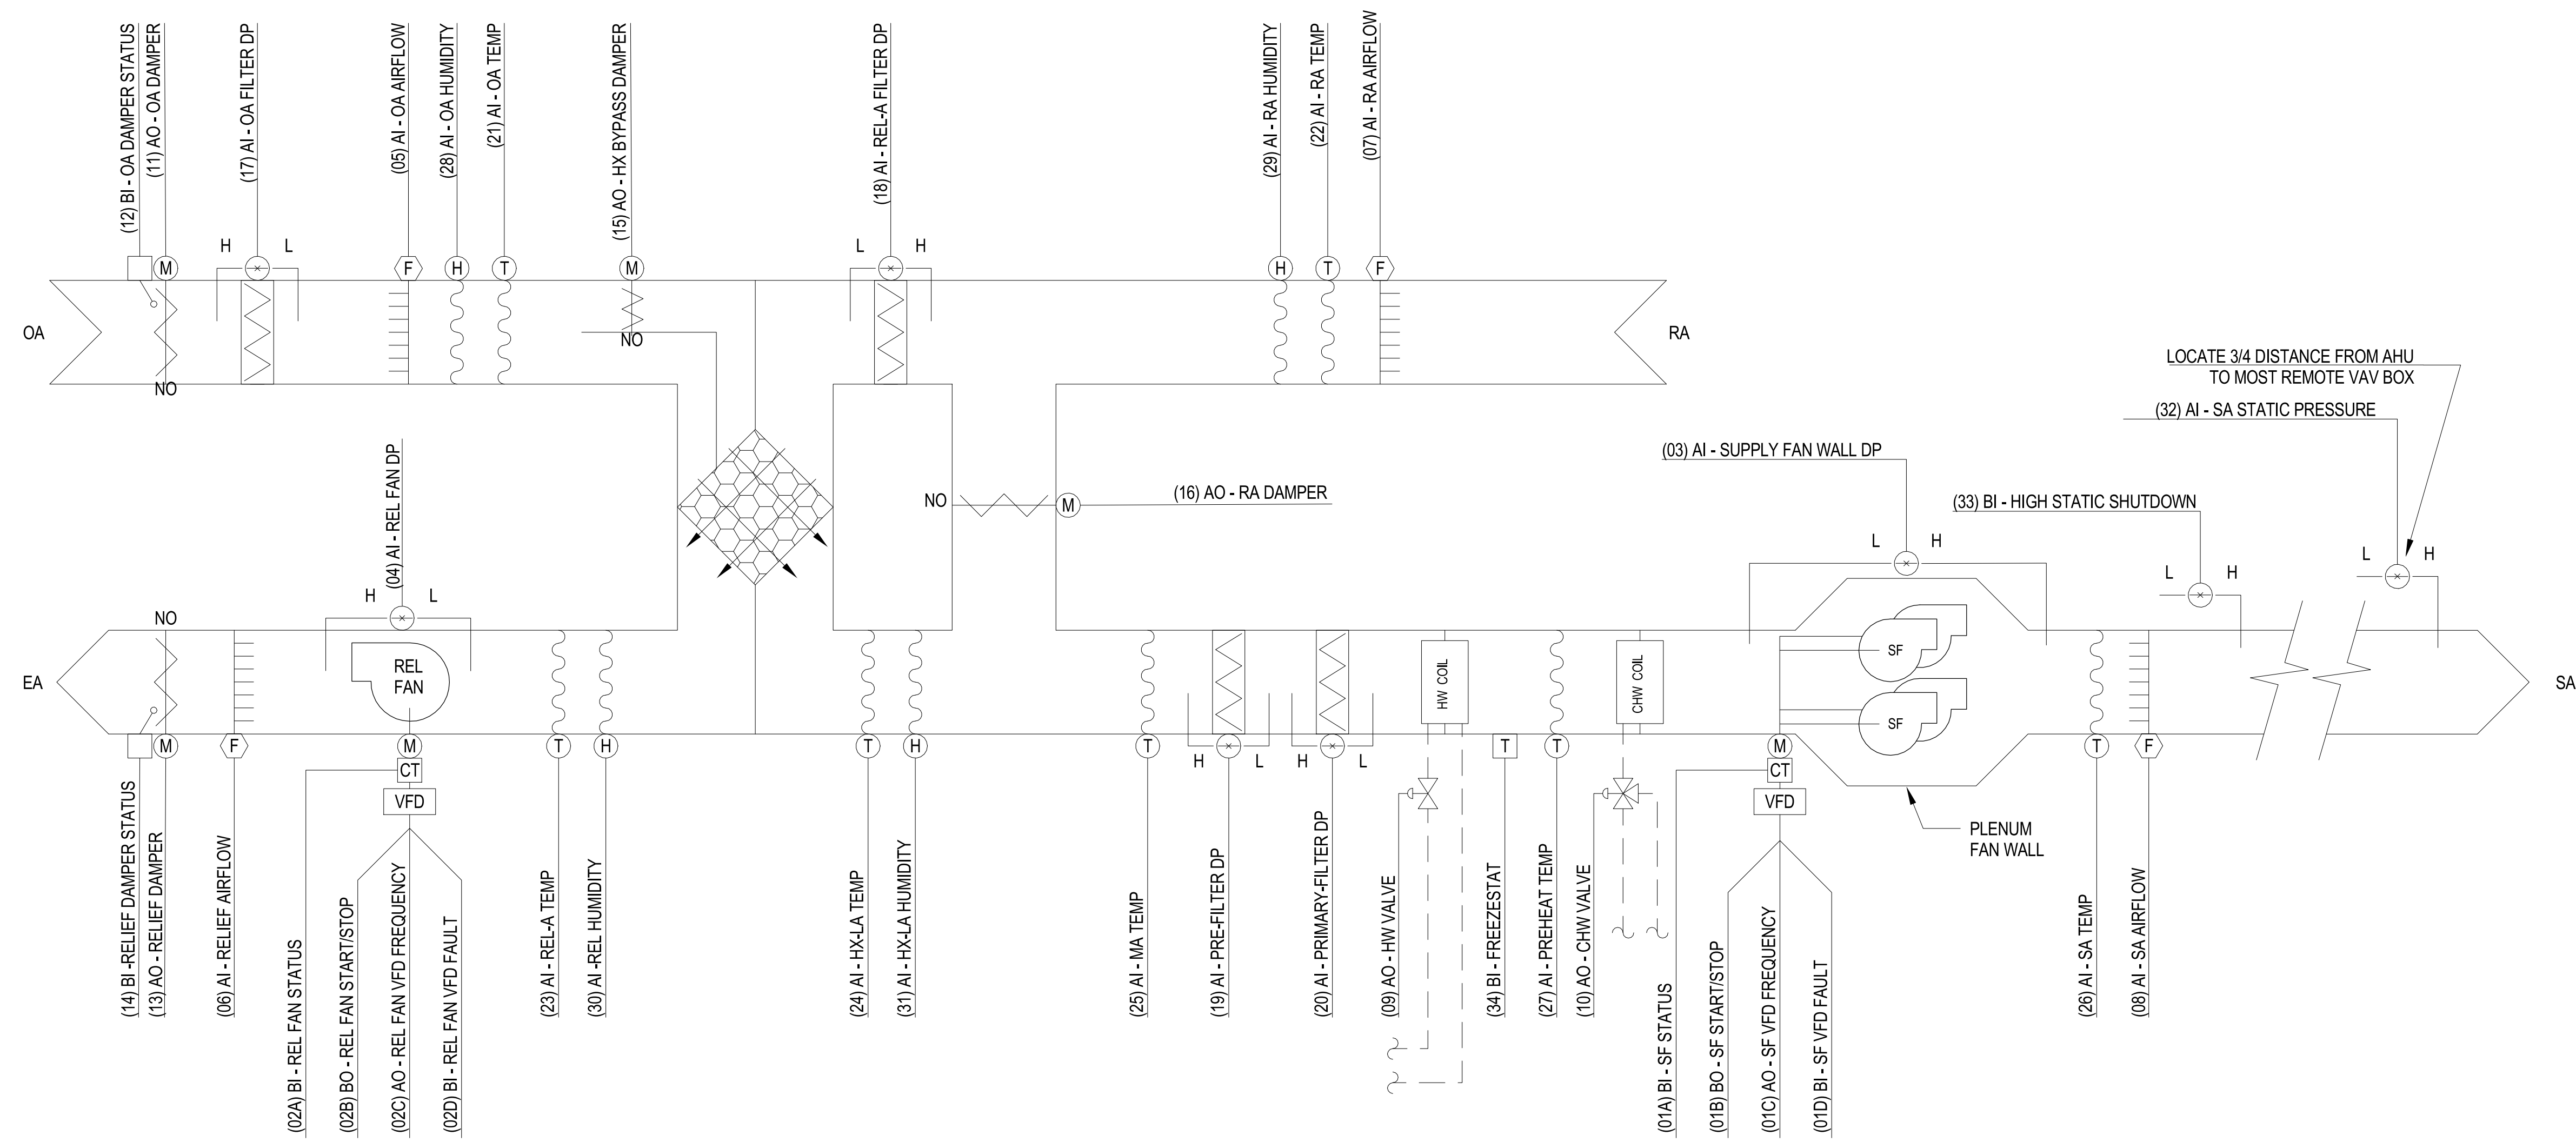 (12) BI - OA DAMPER STATUS
(11) AO - OA DAMPER
(17) AI - OA FILTER DP
(05) AI - OA AIRFLOW
(28) AI - OA HUMIDITY
(21) AI - OA TEMP
(15) AO - HX BYPASS DAMPER
(18) AI - REL-A FILTER DP
(29) AI - RA HUMIDITY
(22) AI - RA TEMP
(07) AI - RA AIRFLOW
H
L
L
H
M
F
H
T
M
H
T
F
OA
NO
NO
RA
LOCATE 3/4 DISTANCE FROM AHU
TO MOST REMOTE VAV BOX
(32) AI - SA STATIC PRESSURE
(04) AI - REL FAN DP
(03) AI - SUPPLY FAN WALL DP
NO
M
(16) AO - RA DAMPER
(33) BI - HIGH STATIC SHUTDOWN
L
H
L
H
L
H
H
L
NO
EA
REL
FAN
HW COIL
CHW COIL
SF
SF
SA
M
F
M
T
H
T
H
T
H
L
H
L
T
T
M
T
F
CT
VFD
CT
VFD
PLENUM
FAN WALL
(14) BI -RELIEF DAMPER STATUS
(13) AO - RELIEF DAMPER
(06) AI - RELIEF AIRFLOW
(02A) BI - REL FAN STATUS
(02B) BO - REL FAN START/STOP
(02C) AO - REL FAN VFD FREQUENCY
(02D) BI - REL FAN VFD FAULT
(23) AI - REL-A TEMP
(30) AI -REL HUMIDITY
(24) AI - HX-LA TEMP
(31) AI - HX-LA HUMIDITY
(25) AI - MA TEMP
(19) AI - PRE-FILTER DP
(20) AI - PRIMARY-FILTER DP
(09) AO - HW VALVE
(34) BI - FREEZESTAT
(27) AI - PREHEAT TEMP
(10) AO - CHW VALVE
(01A) BI - SF STATUS
(01B) BO - SF START/STOP
(01C) AO - SF VFD FREQUENCY
(01D) BI - SF VFD FAULT
(26) AI - SA TEMP
(08) AI - SA AIRFLOW